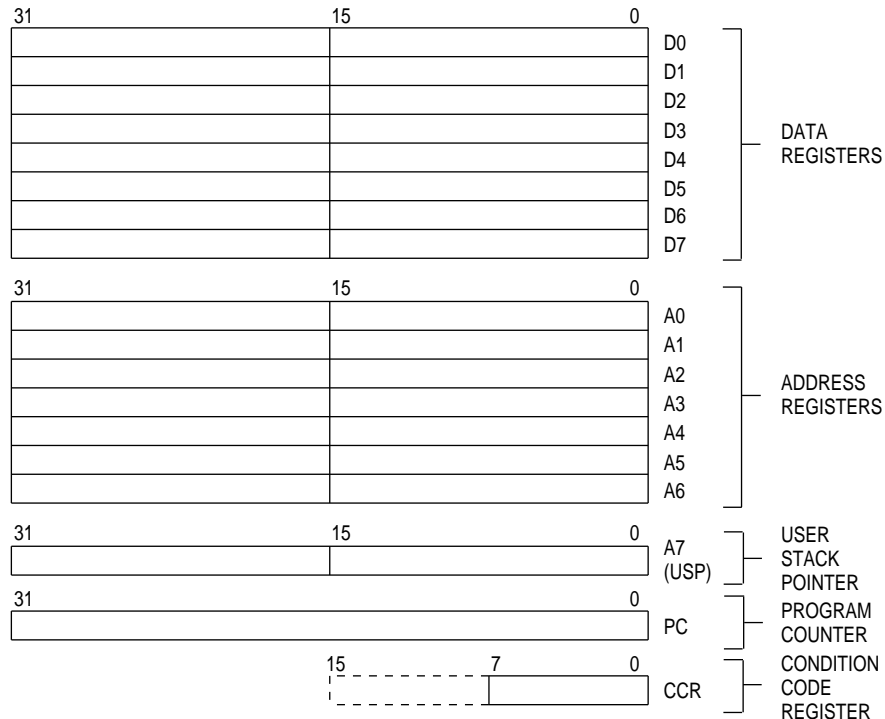 31 15 0
D0
D1
D2
D3
D4
D5
D6
D7
DATA
REGISTERS
31 15 0
A0
A1
A2
A3
A4
A5
A6
ADDRESS
REGISTERS
31 15 0
A7
(USP)
USER
STACK
POINTER
31 0
PC
PROGRAM
COUNTER
15 7 0
CCR
CONDITION
CODE
REGISTER